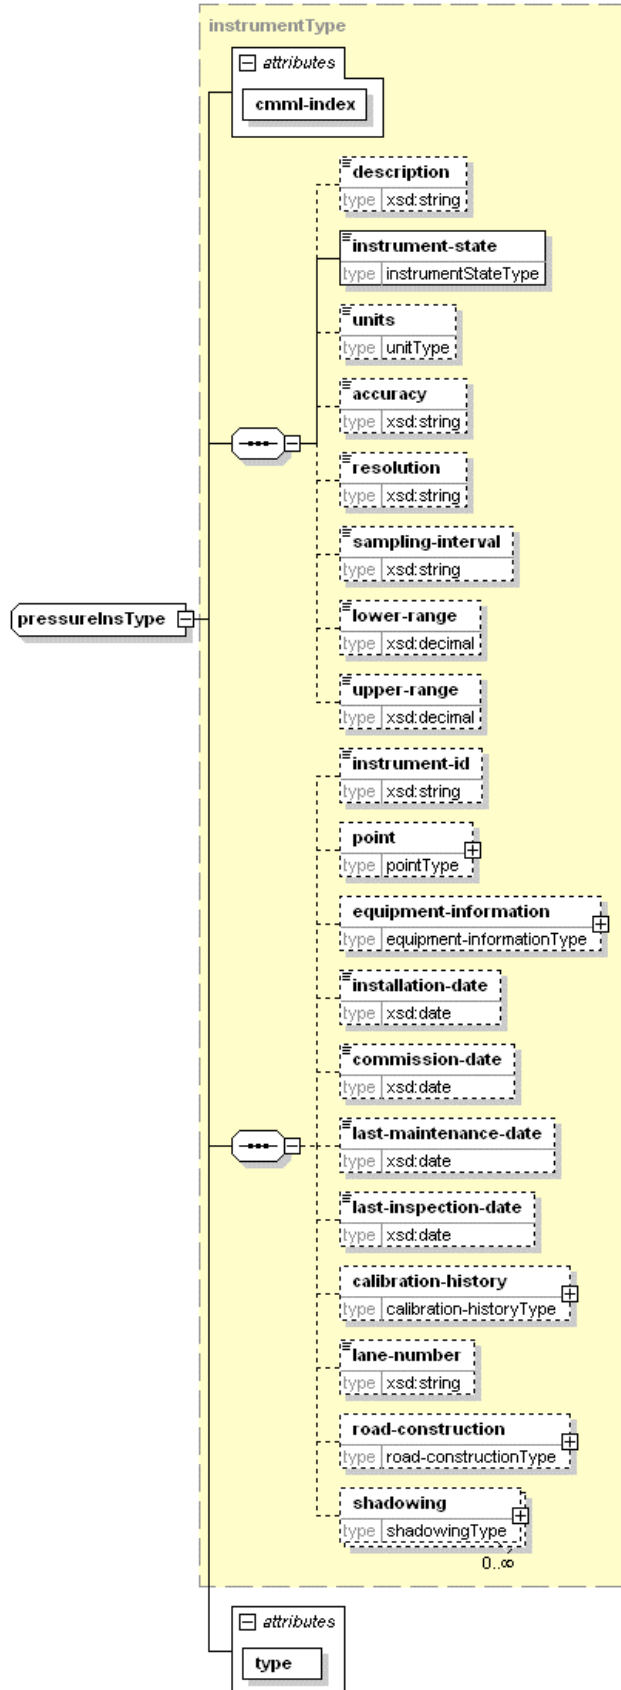 instrumentType
attributes
cmml-index
description
type xsd:string
instrument-state
type instrumentStateType
units
type unitType
accuracy
type xsd:string
resolution
type xsd:string
sampling-interval
type xsd:string
pressureInsType
lower-range
type xsd:decimal
upper-range
type xsd:decimal
instrument-id
type xsd:string
point
type pointType
equipment-information
type equipment-informationType
installation-date
type xsd:date
commission-date
type xsd:date
last-maintenance-date
type xsd:date
last-inspection-date
type xsd:date
calibration-history
type calibration-historyType
lane-number
type xsd:string
road-construction
type road-constructionType
shadowing
type shadowingType
0..∞
attributes
type